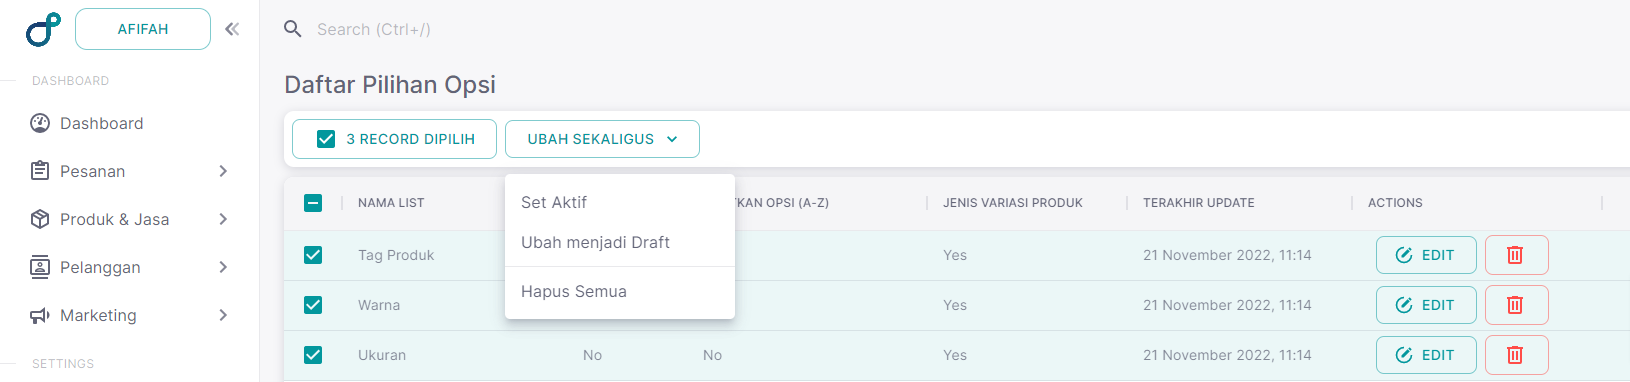 AFIFAH
Search (Ctrl+/)
DASHBOARD
Dashboard
Pesanan
Produk & Jasa
Pelanggan
Marketing
SETTINGS
Daftar Pilihan Opsi
3 RECORD DIPILIH
UBAH SEKALIGUS
Set Aktif
Ubah menjadi Draft
Hapus Semua
NAMA LIST OPSI (A-Z) JENIS VARIASI PRODUK TERAKHIR UPDATE ACTIONS
Tag Produk Yes 21 November 2022, 11:14 EDIT
Warna Yes 21 November 2022, 11:14 EDIT
Ukuran No No Yes 21 November 2022, 11:14 EDIT